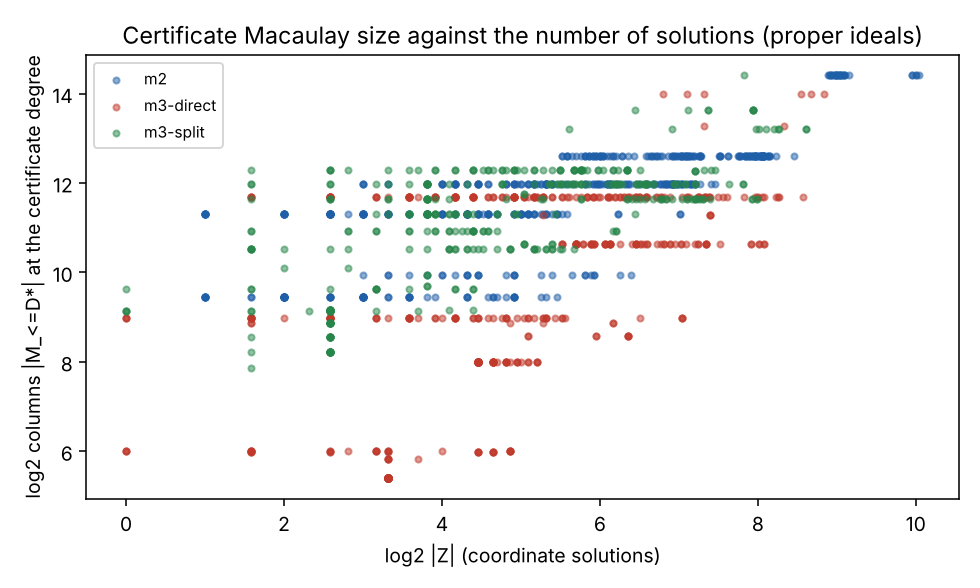 Certificate Macaulay size against the number of solutions (proper ideals)
log2 columns |M_<=D*| at the certificate degree
m2
m3-direct
m3-split
14
12
10
8
6
0 2 4 6 8 10
log2 |Z| (coordinate solutions)